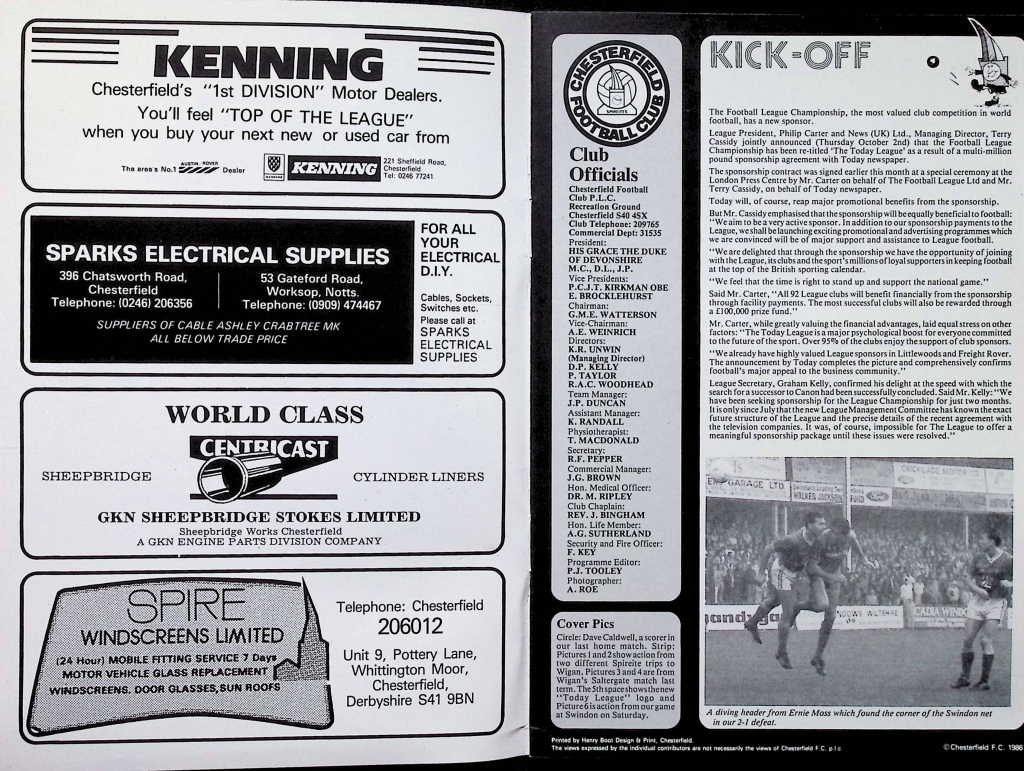 KENNING
Chesterfield's "1st DIVISION" Motor Dealers.
You'll feel "TOP OF THE LEAGUE"
when you buy your next new or used car from
The area's No.1 AUSTIN ROVER Dealer
KENNING
221 Sheffield Road,
Chesterfield
Tel: 0246 77241
SPARKS ELECTRICAL SUPPLIES
396 Chatsworth Road,
Chesterfield
Telephone: (0246) 206356
53 Gateford Road,
Worksop, Notts.
Telephone: (0909) 474467
SUPPLIERS OF CABLE ASHLEY CRABTREE MK
ALL BELOW TRADE PRICE
FOR ALL
YOUR
ELECTRICAL
D.I.Y.
Cables, Sockets,
Switches etc.
Please call at
SPARKS
ELECTRICAL
SUPPLIES
WORLD CLASS
CENTRICAST
SHEEPBRIDGE
CYLINDER LINERS
GKN SHEEPBRIDGE STOKES LIMITED
Sheepbridge Works Chesterfield
A GKN ENGINE PARTS DIVISION COMPANY
SPIRE
WINDSCREENS LIMITED
(24 Hour) MOBILE FITTING SERVICE 7 Days
MOTOR VEHICLE GLASS REPLACEMENT
WINDSCREENS. DOOR GLASSES, SUN ROOFS
Telephone: Chesterfield
206012
Unit 9, Pottery Lane,
Whittington Moor,
Chesterfield,
Derbyshire S41 9BN
CHESTERFIELD
FOOTBALL CLUB
SPIREITES
Club
Officials
Chesterfield Football
Club P.L.C.
Recreation Ground
Chesterfield S40 4SX
Club Telephone: 209765
Commercial Dept: 31535
President:
HIS GRACE THE DUKE
OF DEVONSHIRE
M.C., D.L., J.P.
Vice Presidents:
P.C.J.T. KIRKMAN OBE
E. BROCKLEHURST
Chairman:
G.M.E. WATTERSON
Vice-Chairman:
A.E. WEINRICH
Directors:
K.R. UNWIN
(Managing Director)
D.P. KELLY
P. TAYLOR
R.A.C. WOODHEAD
Team Manager:
J.P. DUNCAN
Assistant Manager:
K. RANDALL
Physiotherapist:
T. MACDONALD
Secretary:
R.F. PEPPER
Commercial Manager:
J.G. BROWN
Hon. Medical Officer:
DR. M. RIPLEY
Club Chaplain:
REV. J. BINGHAM
Hon. Life Member:
A.G. SUTHERLAND
Security and Fire Officer:
F. KEY
Programme Editor:
P.J. TOOLEY
Photographer:
A. ROE
Cover Pics
Circle: Dave Caldwell, a scorer in
our last home match. Strip:
Pictures 1 and 2 show action from
two different Spireite trips to
Wigan. Pictures 3 and 4 are from
Wigan's Saltergate match last
term. The 5th space shows the new
"Today League" logo and
Picture 6 is action from our game
at Swindon on Saturday.
KICK-OFF
The Football League Championship, the most valued club competition in world
football, has a new sponsor.
League President, Philip Carter and News (UK) Ltd., Managing Director, Terry
Cassidy jointly announced (Thursday October 2nd) that the Football League
Championship has been re-titled 'The Today League' as a result of a multi-million
pound sponsorship agreement with Today newspaper.
The sponsorship contract was signed earlier this month at a special ceremony at the
London Press Centre by Mr. Carter on behalf of The Football League Ltd and Mr.
Terry Cassidy, on behalf of Today newspaper.
Today will, of course, reap major promotional benefits from the sponsorship.
But Mr. Cassidy emphasised that the sponsorship will be equally beneficial to football:
"We aim to be a very active sponsor. In addition to our sponsorship payments to the
League, we shall be launching exciting promotional and advertising programmes which
we are convinced will be of major support and assistance to League football.
"We are delighted that through the sponsorship we have the opportunity of joining
with the League, its clubs and the sport's millions of loyal supporters in keeping football
at the top of the British sporting calendar.
"We feel that the time is right to stand up and support the national game."
Said Mr. Carter, "All 92 League clubs will benefit financially from the sponsorship
through facility payments. The most successful clubs will also be rewarded through
a £100,000 prize fund."
Mr. Carter, while greatly valuing the financial advantages, laid equal stress on other
factors: "The Today League is a major psychological boost for everyone committed
to the future of the sport. Over 95% of the clubs enjoy the support of club sponsors.
"We already have highly valued League sponsors in Littlewoods and Freight Rover.
The announcement by Today completes the picture and comprehensively confirms
football's major appeal to the business community."
League Secretary, Graham Kelly, confirmed his delight at the speed with which the
search for a successor to Canon had been successfully concluded. Said Mr. Kelly: "We
have been seeking sponsorship for the League Championship for just two months.
It is only since July that the new League Management Committee has known the exact
future structure of the League and the precise details of the recent agreement with
the television companies. It was, of course, impossible for The League to offer a
meaningful sponsorship package until these issues were resolved."
GARAGE LTD
WALKER JACKSON
FORD
CRICKLADE MOTOR
andyga
DOWS WILTSHIRE
CADIA WIND
A diving header from Ernie Moss which found the corner of the Swindon net
in our 2-1 defeat.
Printed by Henry Boot Design & Print, Chesterfield.
The views expressed by the individual contributors are not necessarily the views of Chesterfield F.C. p.l.c.
© Chesterfield F.C. 1986